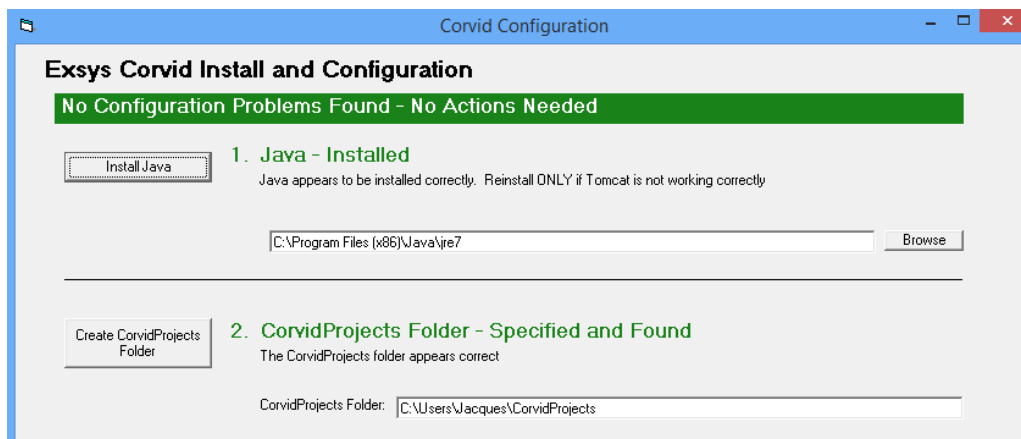 Corvid Configuration
Exsys Corvid Install and Configuration
No Configuration Problems Found - No Actions Needed
Install Java
1. Java - Installed
Java appears to be installed correctly. Reinstall ONLY if Tomcat is not working correctly
C:\Program Files (x86)\Java\jre7
Browse
Create CorvidProjects
Folder
2. CorvidProjects Folder - Specified and Found
The CorvidProjects folder appears correct
CorvidProjects Folder: C:\Users\Jacques\CorvidProjects